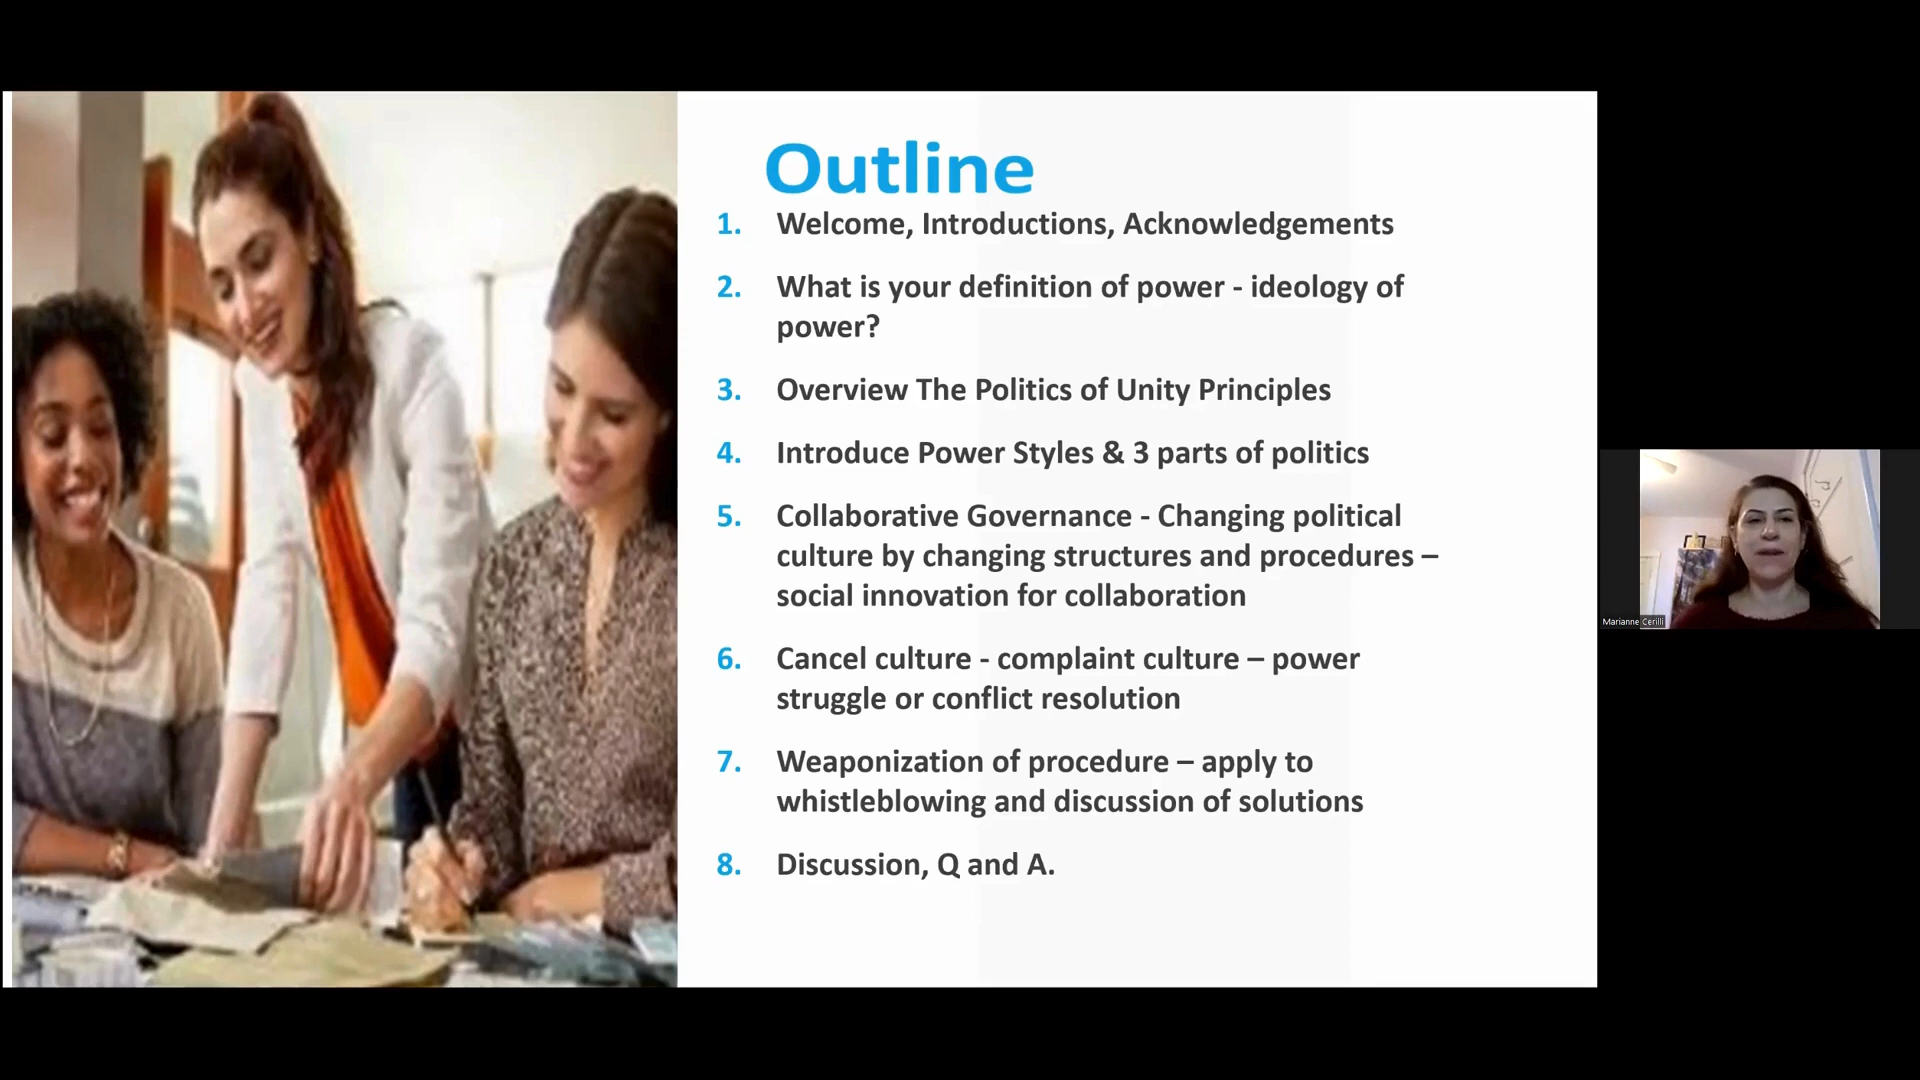 Outline
1. Welcome, Introductions, Acknowledgements
2. What is your definition of power - ideology of
power?
3. Overview The Politics of Unity Principles
4. Introduce Power Styles & 3 parts of politics
5. Collaborative Governance - Changing political
culture by changing structures and procedures –
social innovation for collaboration
6. Cancel culture - complaint culture – power
struggle or conflict resolution
7. Weaponization of procedure – apply to
whistleblowing and discussion of solutions
8. Discussion, Q and A.
Marianne Cerilli